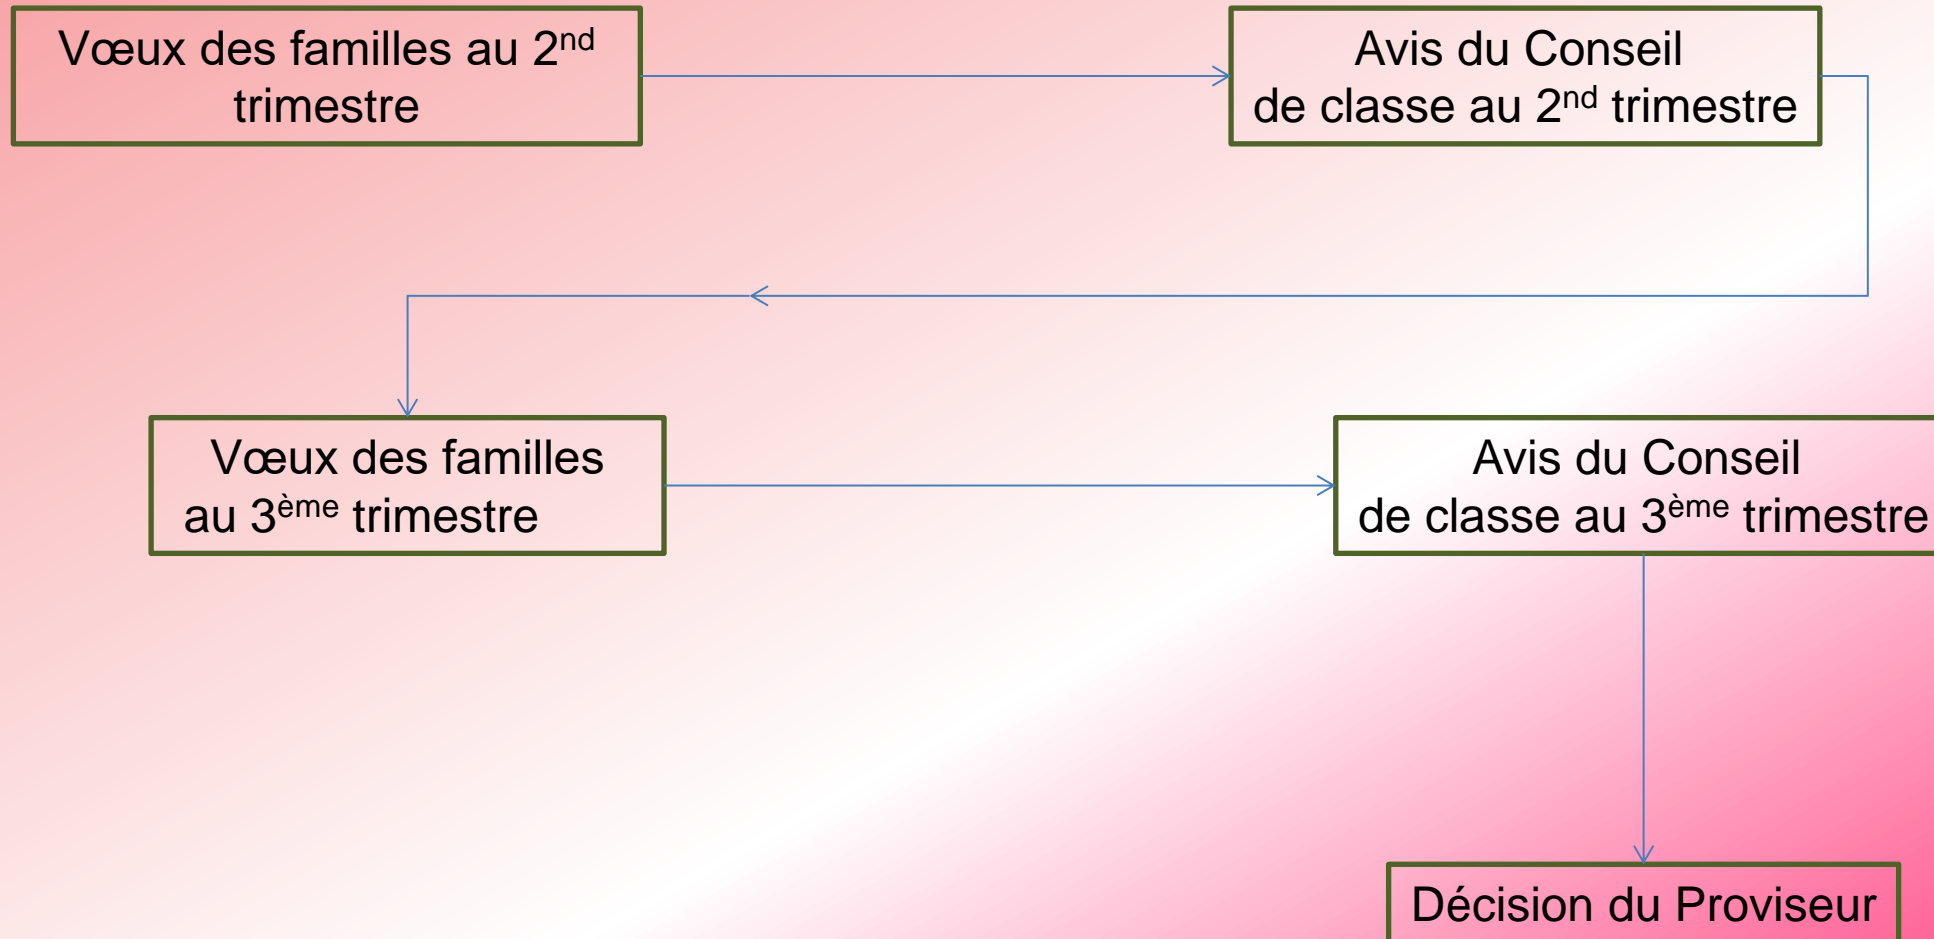 Vœux des familles au 2nd
trimestre
Avis du Conseil
de classe au 2nd trimestre
Vœux des familles
au 3ème trimestre
Avis du Conseil
de classe au 3ème trimestre
Décision du Proviseur